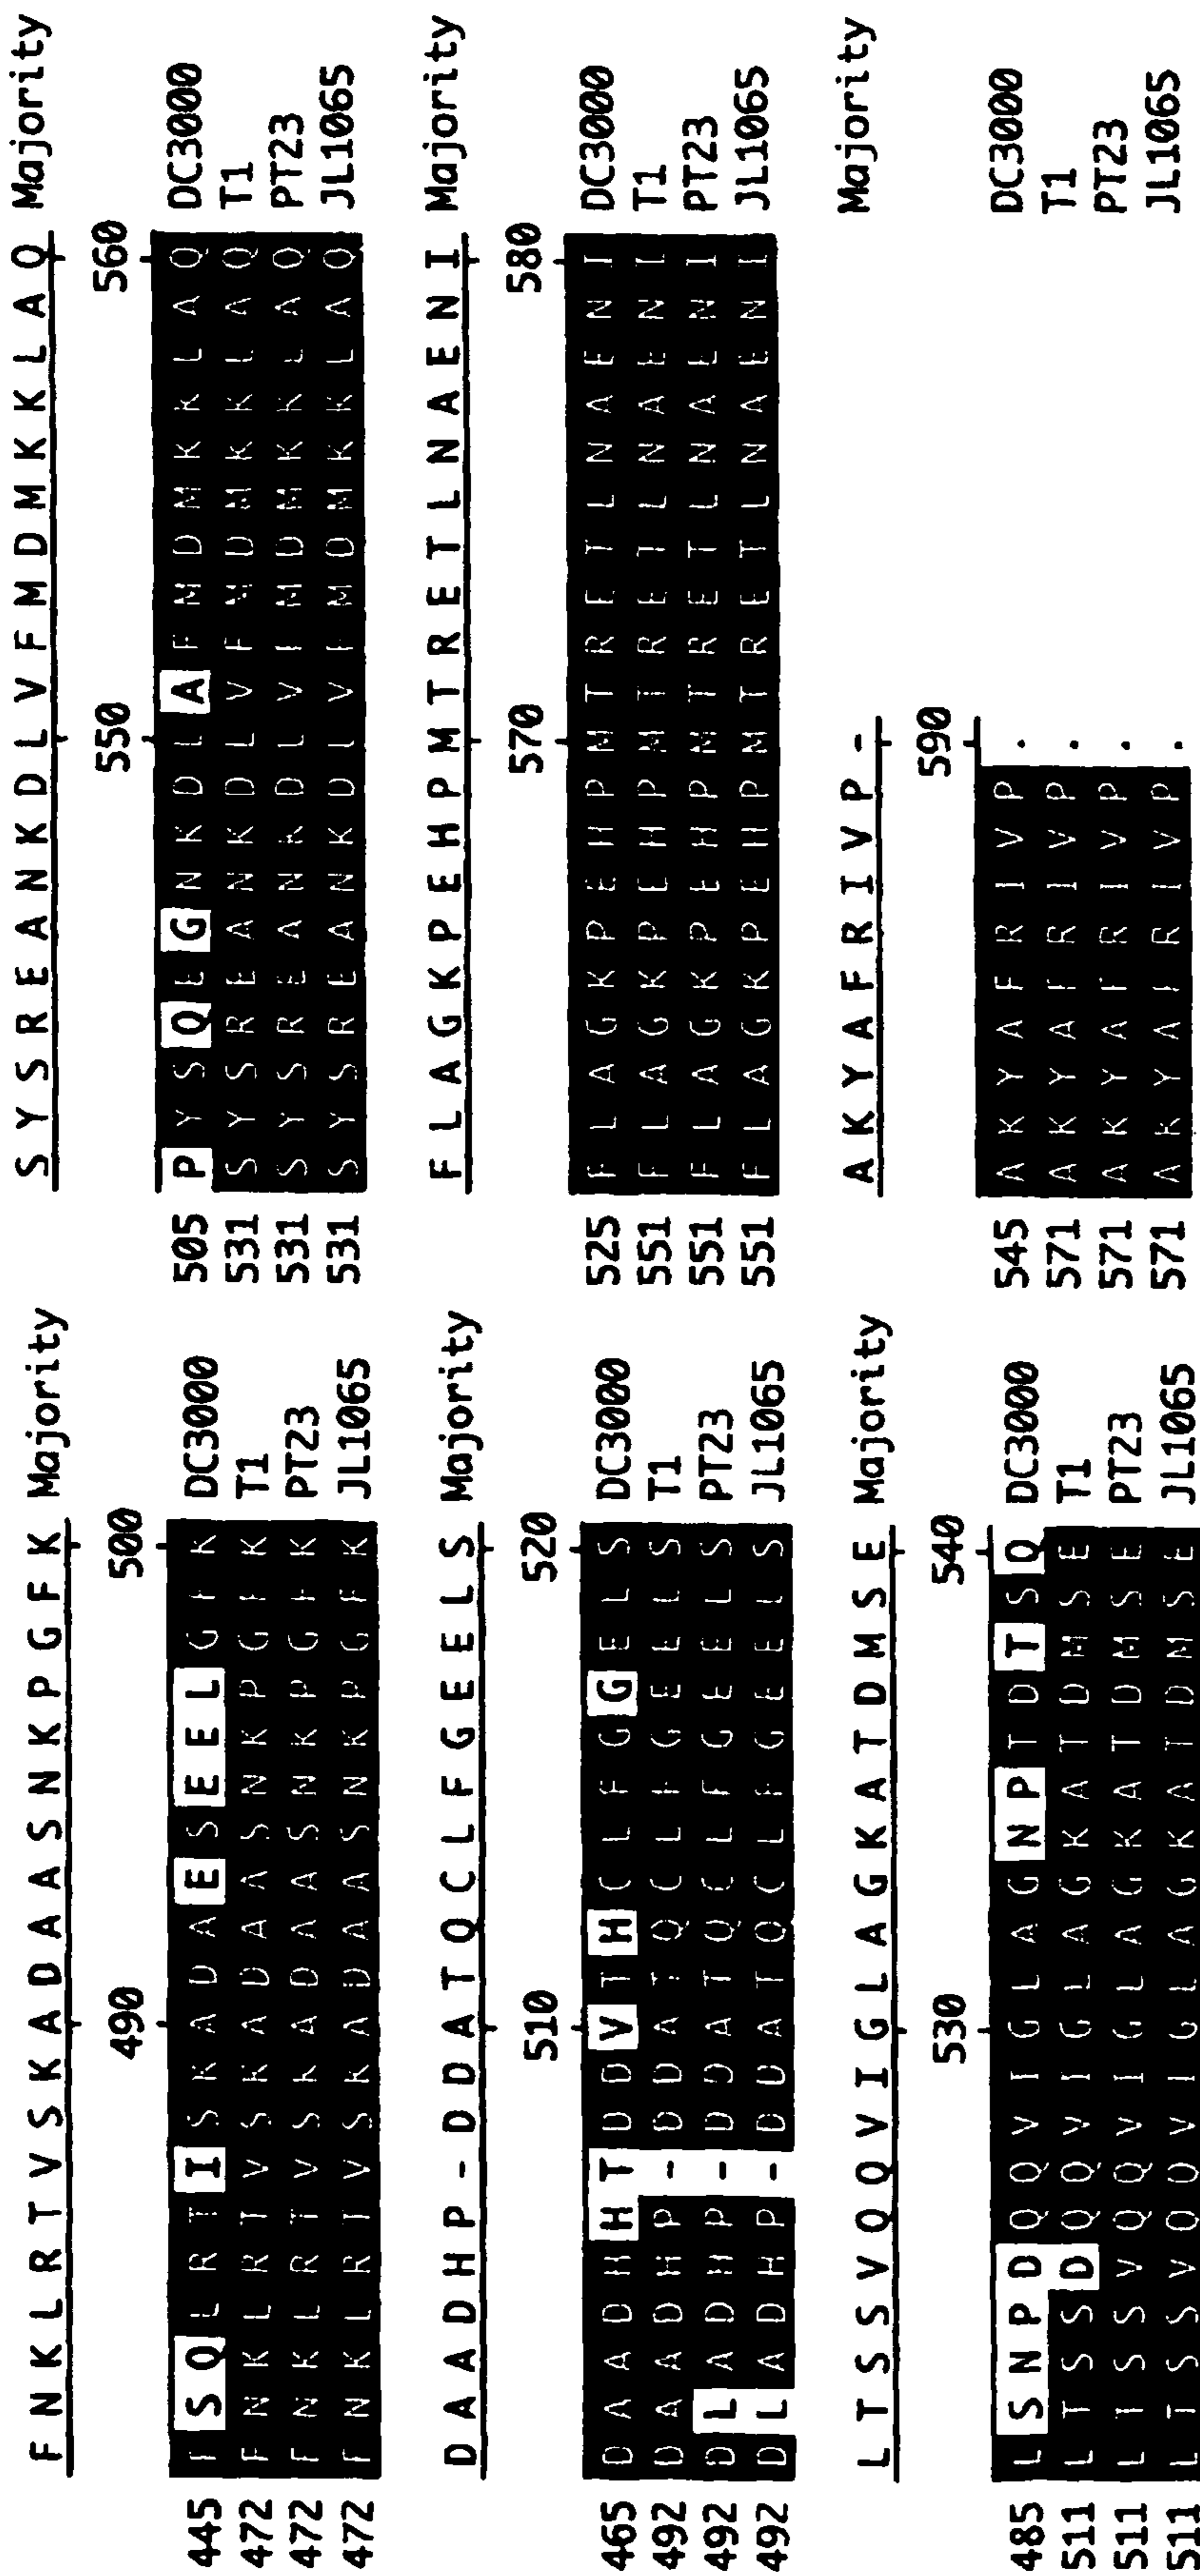 F N K L R T V S K A D A A S N K P G F K Majority
490 500
445 F S Q L R T I S K A D A E S E E L G F K DC3000
472 F N K L R T V S K A D A A S N K P G F K T1
472 F N K L R T V S K A D A A S N K P G F K PT23
472 F N K L R T V S K A D A A S N K P G F K JL1065
D A A D H P - D D A T Q C L F G E E L S Majority
510 520
465 D A A D H H T D D V T H C L F G G E L S DC3000
492 D A A D H P - D D A T Q C L F G E E L S T1
492 D L A D H P - D D A T Q C L F G E E L S PT23
492 D L A D H P - D D A T Q C L F G E E L S JL1065
L T S S V Q Q V I G L A G K A T D M S E Majority
530 540
485 L S N P D Q Q V I G L A G N P T D T S Q DC3000
511 L T S S D Q Q V I G L A G K A T D M S E T1
511 L T S S V Q Q V I G L A G K A T D M S E PT23
511 L T S S V Q Q V I G L A G K A T D M S E JL1065
S Y S R E A N K D L V F M D M K K L A Q Majority
550 560
505 P Y S Q E G N K D L A F M D M K K L A Q DC3000
531 S Y S R E A N K D L V F M D M K K L A Q T1
531 S Y S R E A N K D L V F M D M K K L A Q PT23
531 S Y S R E A N K D L V F M D M K K L A Q JL1065
F L A G K P E H P M T R E T L N A E N I Majority
570 580
525 F L A G K P E H P M T R E T L N A E N I DC3000
551 F L A G K P E H P M T R E T L N A E N I T1
551 F L A G K P E H P M T R E T L N A E N I PT23
551 F L A G K P E H P M T R E T L N A E N I JL1065
A K Y A F R I V P - Majority
590
545 A K Y A F R I V P . DC3000
571 A K Y A F R I V P . T1
571 A K Y A F R I V P . PT23
571 A K Y A F R I V P . JL1065